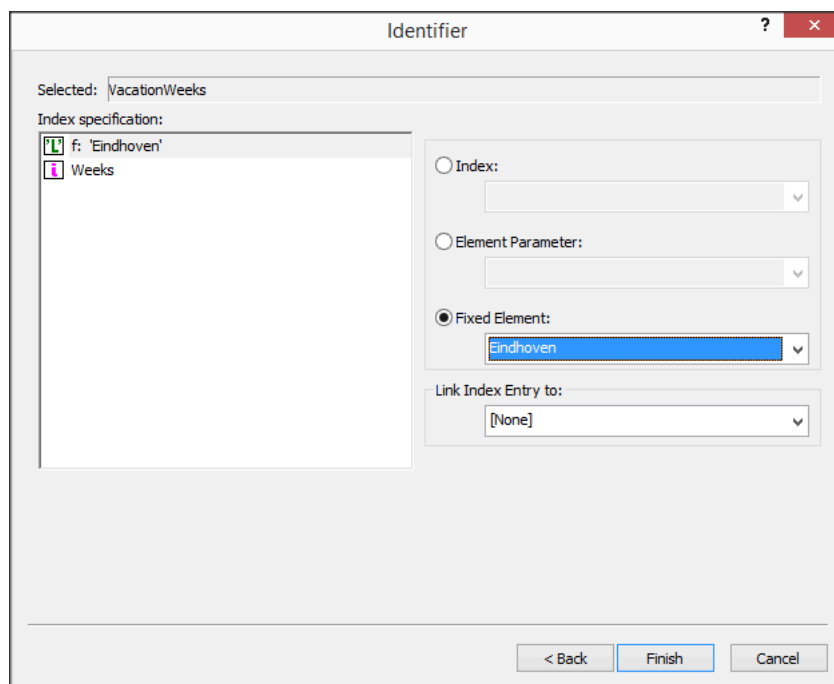 Identifier
?
Selected: VacationWeeks
Index specification:
'L' f: 'Eindhoven'
i Weeks
Index:
Element Parameter:
Fixed Element:
Eindhoven
Link Index Entry to:
[None]
< Back Finish Cancel